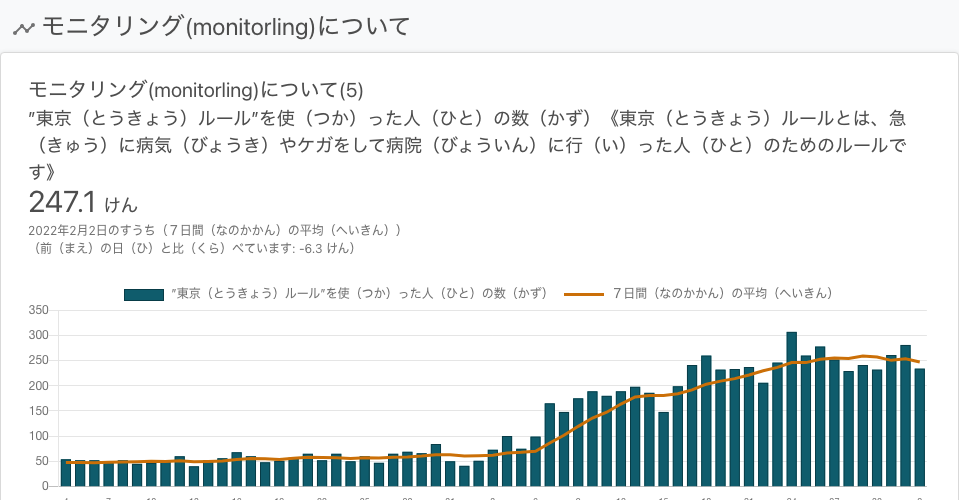 モニタリング(monitorling)について
モニタリング(monitorling)について(5)
”東京（とうきょう）ルール”を使（つか）った人（ひと）の数（かず）《東京（とうきょう）ルールとは、急
（きゅう）に病気（びょうき）やケガをして病院（びょういん）に行（い）った人（ひと）のためのルールで
す》
247.1 けん
2022年2月2日のすうち（７日間（なのかかん）の平均（へいきん））
（前（まえ）の日（ひ）と比（くら）べています: -6.3 けん）
”東京（とうきょう）ルール”を使（つか）った人（ひと）の数（かず） ７日間（なのかかん）の平均（へいきん）
350
300
250
200
150
100
50
0